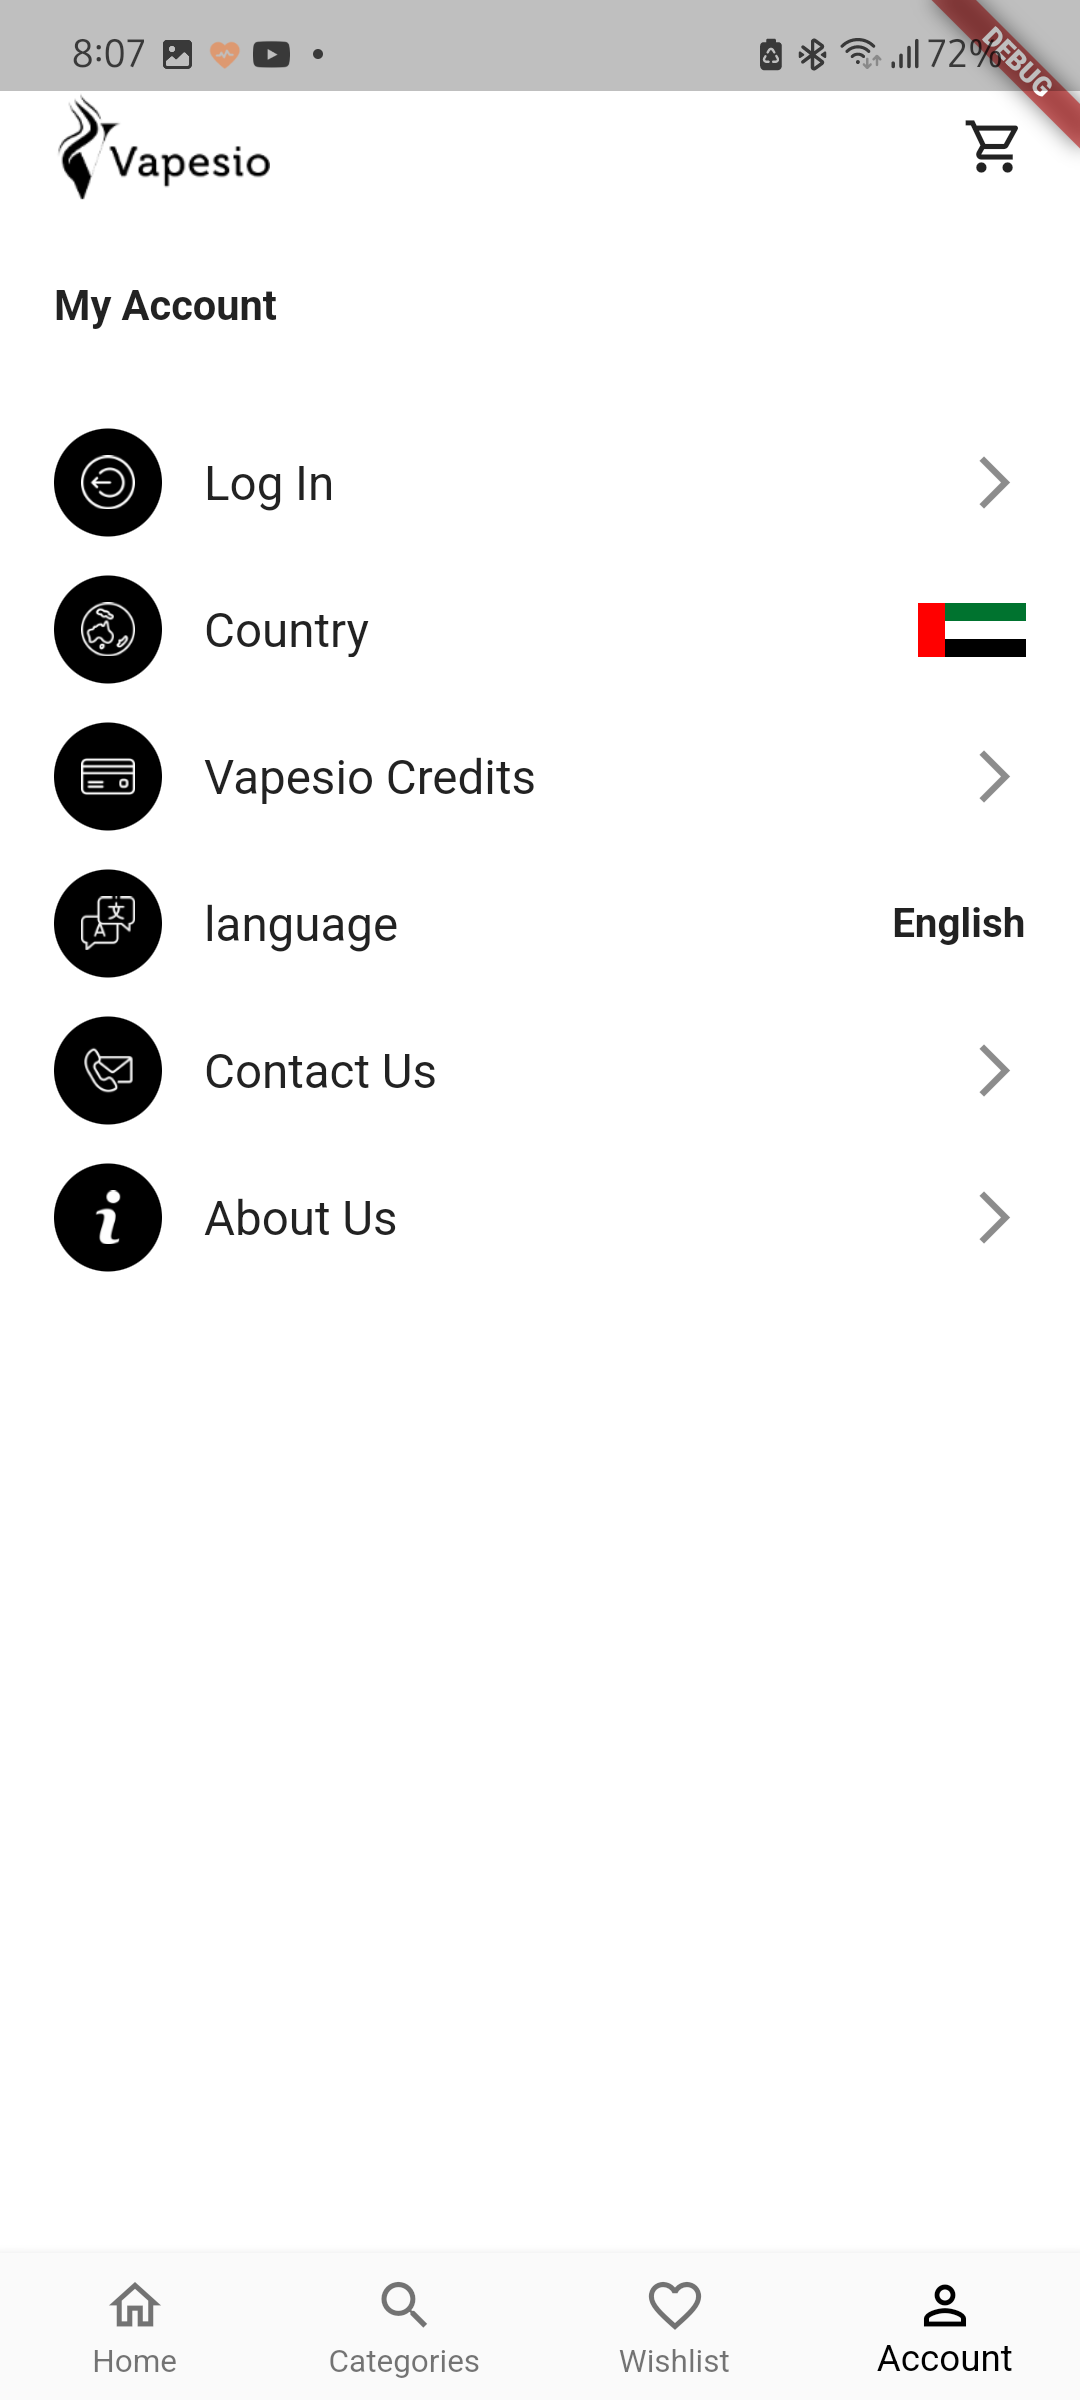 8:07
72%
DEBUG
Vapesio
My Account
Log In
Country
Vapesio Credits
文
A
language
English
Contact Us
i
About Us
Home
Categories
Wishlist
Account